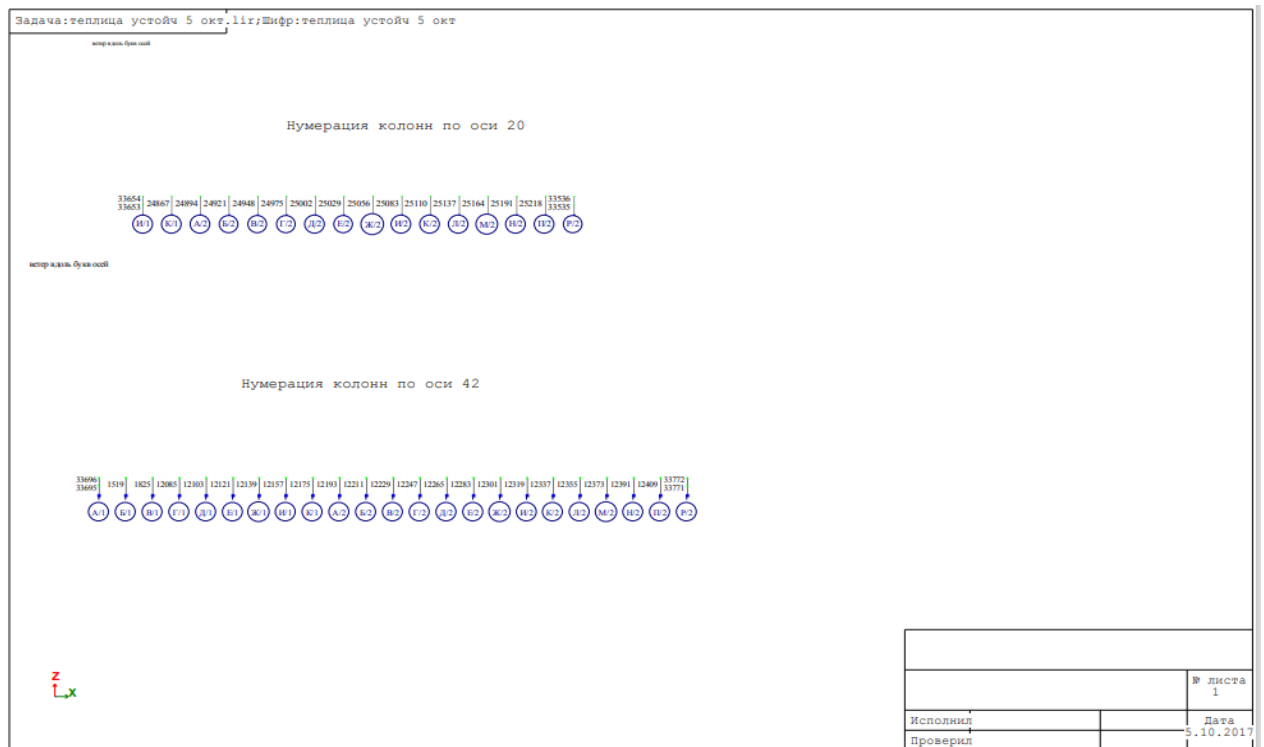 Задача:теплица устойч 5 окт.lir;Шифр:теплица устойч 5 окт
ветер вдоль букв осей
Нумерация колонн по оси 20
33654 24867 24894 24921 24948 24975 25002 25029 25056 25083 25110 25137 25164 25191 25218 33536
33653 33535
И/1 К/1 А/2 Б/2 В/2 Г/2 Д/2 Е/2 Ж/2 И/2 К/2 Л/2 М/2 Н/2 П/2 Р/2
ветер вдоль букв осей
Нумерация колонн по оси 42
33696 1519 1825 12085 12103 12121 12139 12157 12175 12193 12211 12229 12247 12265 12283 12301 12319 12337 12355 12373 12391 12409 33772
33695 33771
А/1 Б/1 В/1 Г/1 Д/1 Е/1 Ж/1 И/1 К/1 А/2 Б/2 В/2 Г/2 Д/2 Е/2 Ж/2 И/2 К/2 Л/2 М/2 Н/2 П/2 Р/2
Z
X
№ листа
1
Исполнил
Дата
5.10.2017
Проверил